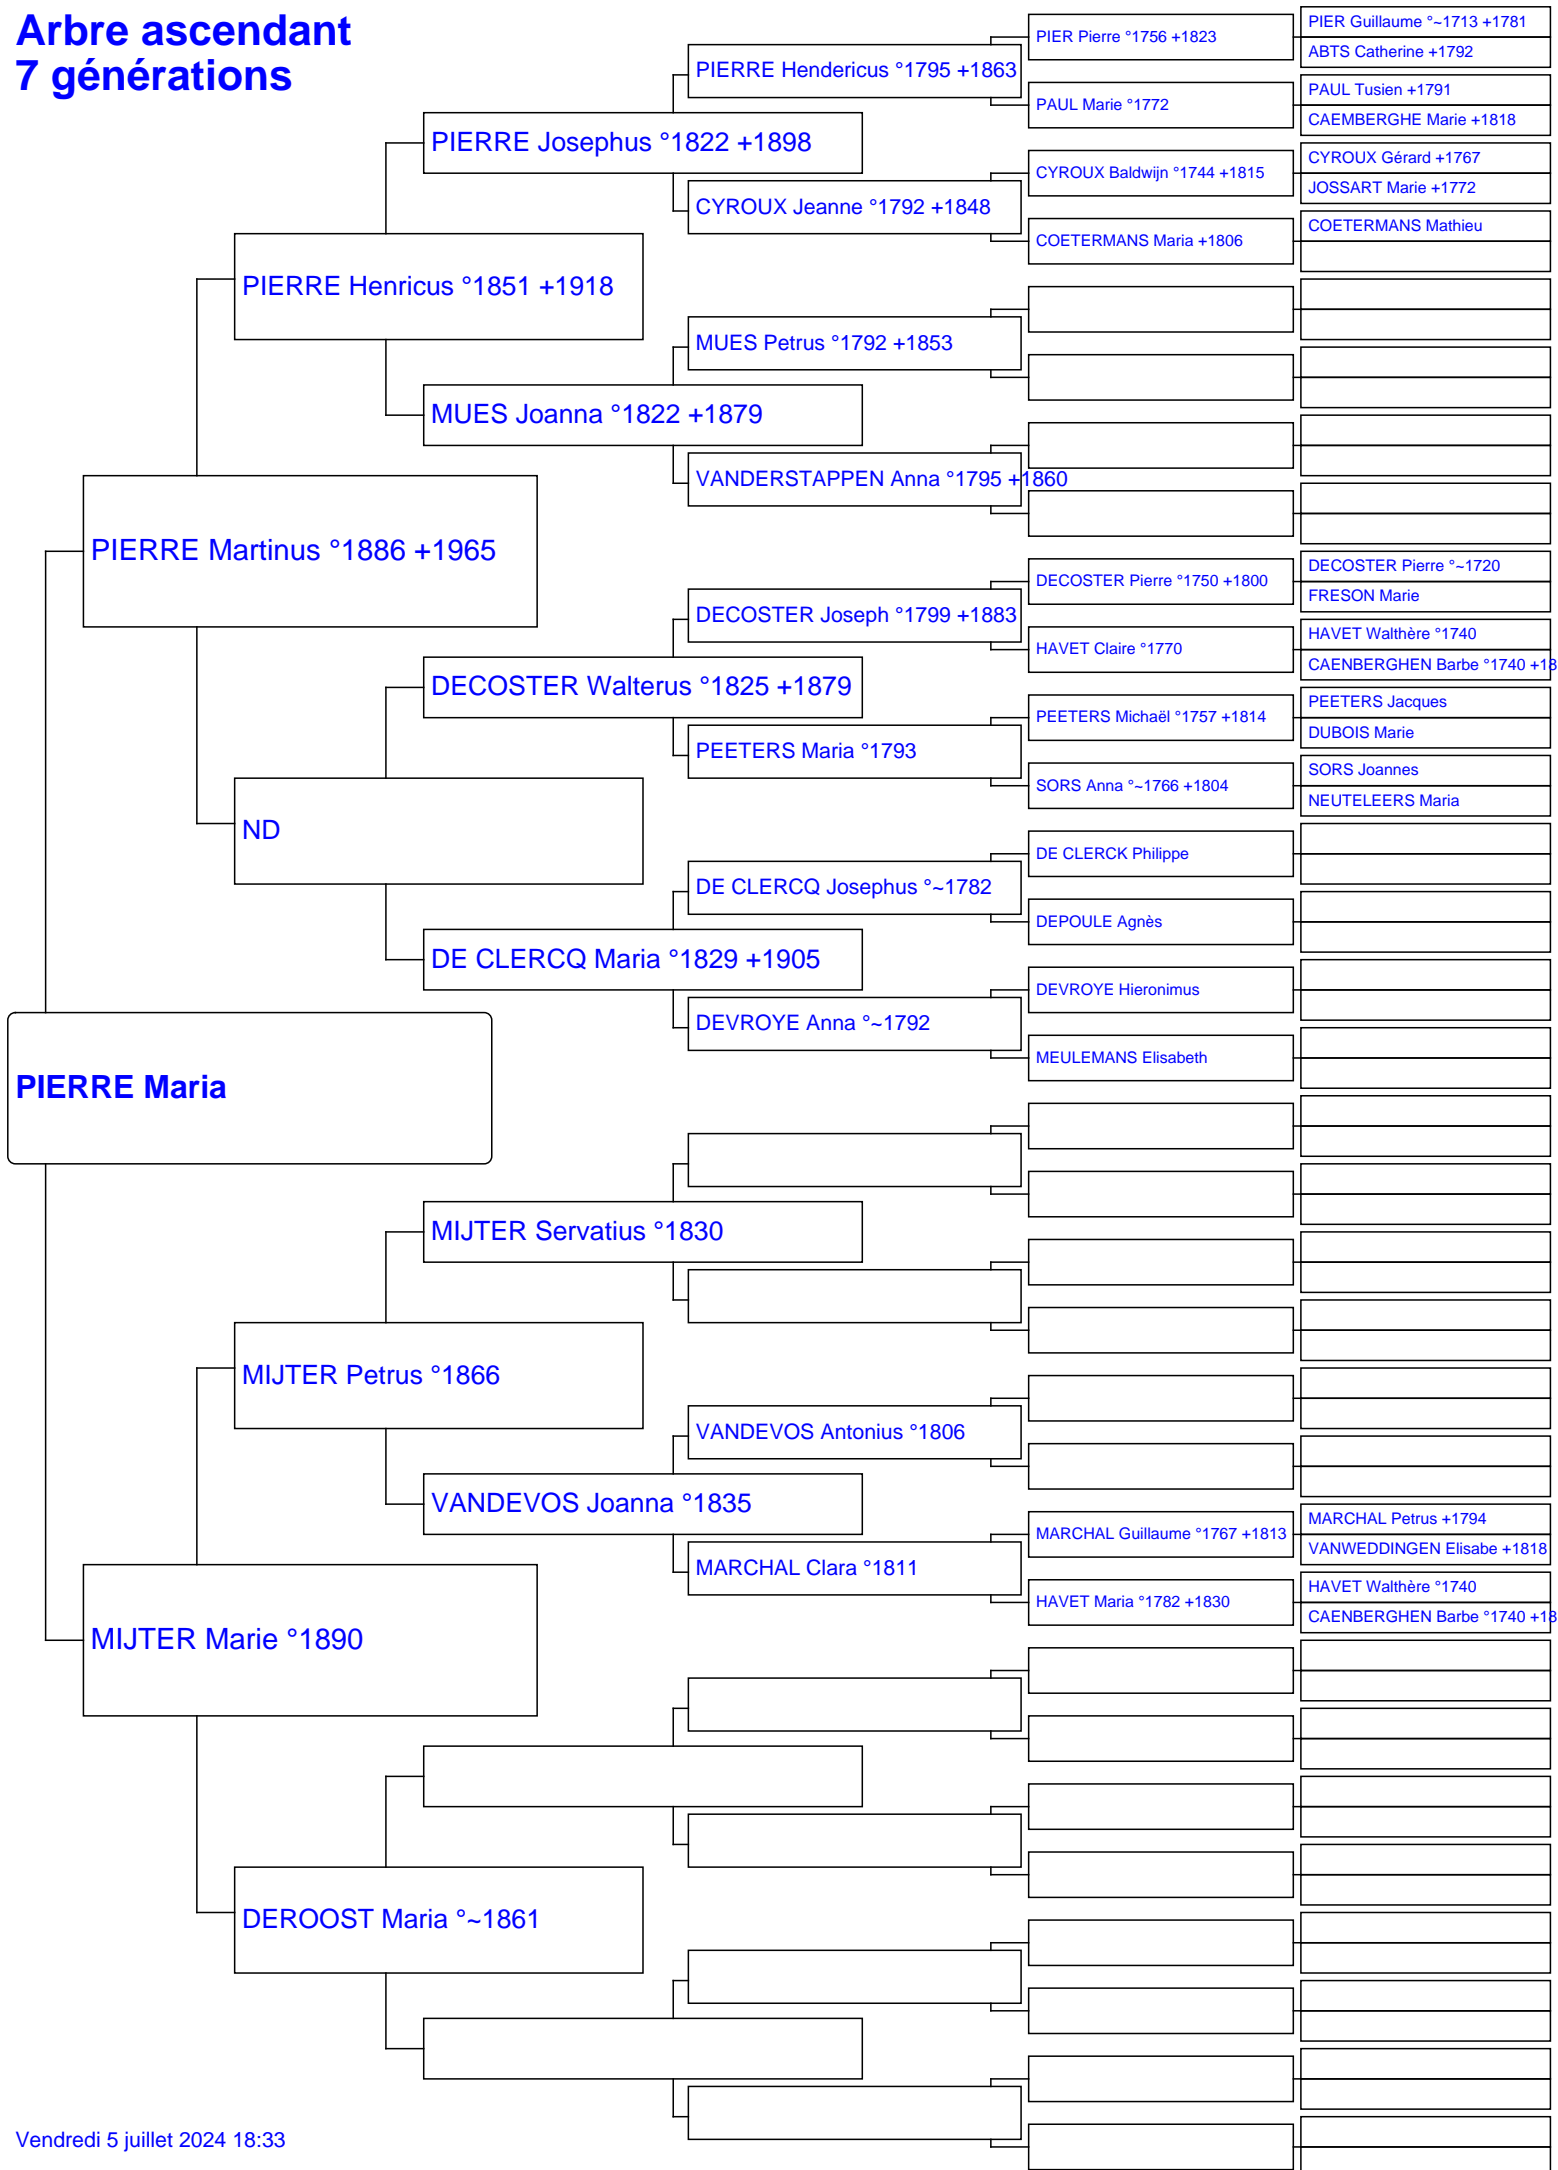 Arbre ascendant
7 générations
PIERRE Maria
PIERRE Martinus °1886 +1965
MIJTER Marie °1890
PIERRE Henricus °1851 +1918
ND
MIJTER Petrus °1866
DEROOST Maria °~1861
PIERRE Josephus °1822 +1898
MUES Joanna °1822 +1879
DECOSTER Walterus °1825 +1879
DE CLERCQ Maria °1829 +1905
MIJTER Servatius °1830
VANDEVOS Joanna °1835
PIERRE Hendericus °1795 +1863
CYROUX Jeanne °1792 +1848
MUES Petrus °1792 +1853
VANDERSTAPPEN Anna °1795 +1860
DECOSTER Joseph °1799 +1883
PEETERS Maria °1793
DE CLERCQ Josephus °~1782
DEVROYE Anna °~1792
VANDEVOS Antonius °1806
MARCHAL Clara °1811
PIER Pierre °1756 +1823
PAUL Marie °1772
CYROUX Baldwijn °1744 +1815
COETERMANS Maria +1806
DECOSTER Pierre °1750 +1800
HAVET Claire °1770
PEETERS Michaël °1757 +1814
SORS Anna °~1766 +1804
DE CLERCK Philippe
DEPOULE Agnès
DEVROYE Hieronimus
MEULEMANS Elisabeth
MARCHAL Guillaume °1767 +1813
HAVET Maria °1782 +1830
PIER Guillaume °~1713 +1781
ABTS Catherine +1792
PAUL Tusien +1791
CAEMBERGHE Marie +1818
CYROUX Gérard +1767
JOSSART Marie +1772
COETERMANS Mathieu
DECOSTER Pierre °~1720
FRESON Marie
HAVET Walthère °1740
CAENBERGHEN Barbe °1740 +18
PEETERS Jacques
DUBOIS Marie
SORS Joannes
NEUTELEERS Maria
MARCHAL Petrus +1794
VANWEDDINGEN Elisabe +1818
HAVET Walthère °1740
CAENBERGHEN Barbe °1740 +18
Vendredi 5 juillet 2024 18:33